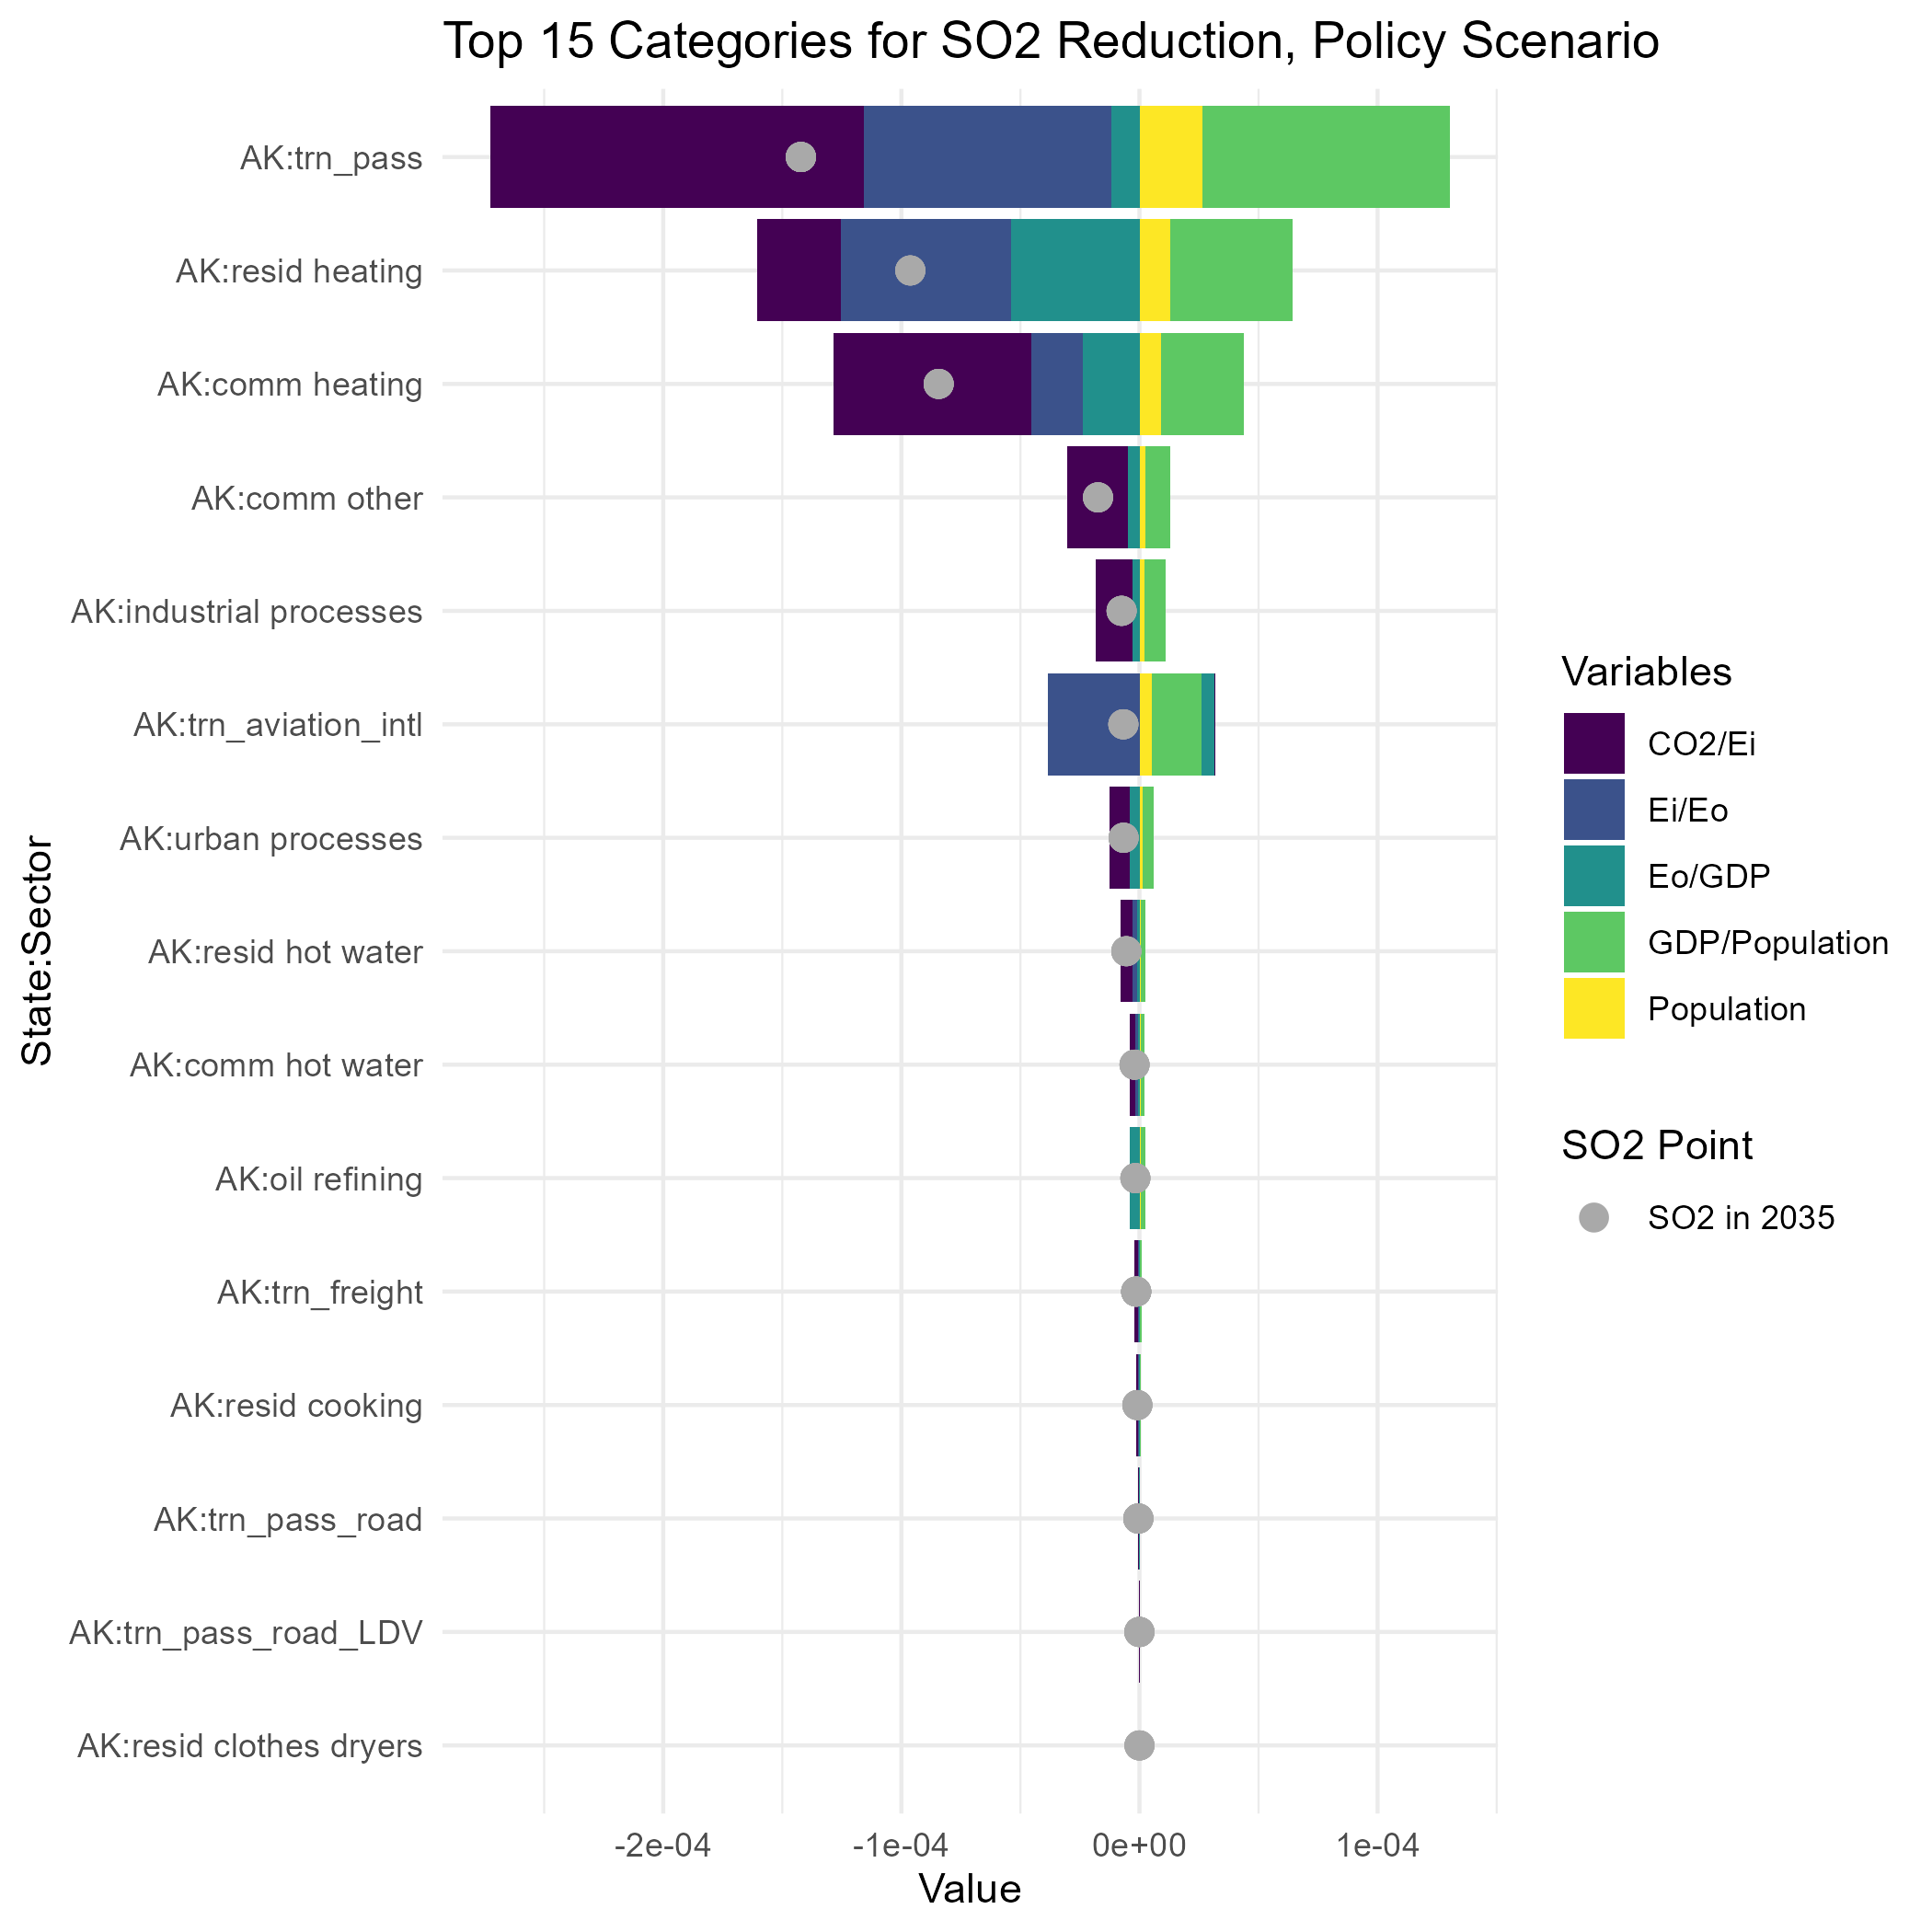 Top 15 Categories for SO2 Reduction, Policy Scenario
State:Sector
AK:trn_pass
AK:resid heating
AK:comm heating
AK:comm other
AK:industrial processes
AK:trn_aviation_intl
AK:urban processes
AK:resid hot water
AK:comm hot water
AK:oil refining
AK:trn_freight
AK:resid cooking
AK:trn_pass_road
AK:trn_pass_road_LDV
AK:resid clothes dryers
-2e-04
-1e-04
0e+00
1e-04
Value
Variables
CO2/Ei
Ei/Eo
Eo/GDP
GDP/Population
Population
SO2 Point
SO2 in 2035